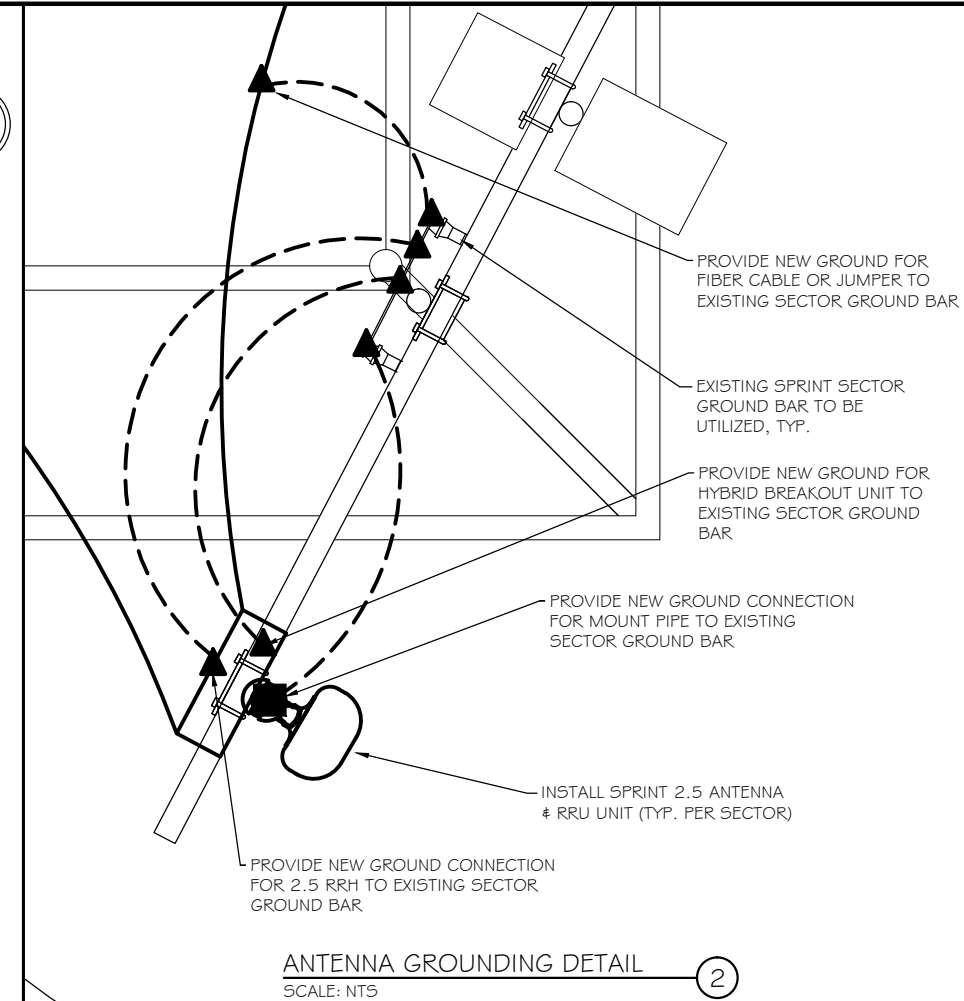 PROVIDE NEW GROUND FOR
FIBER CABLE OR JUMPER TO
EXISTING SECTOR GROUND BAR
EXISTING SPRINT SECTOR
GROUND BAR TO BE
UTILIZED, TYP.
PROVIDE NEW GROUND FOR
HYBRID BREAKOUT UNIT TO
EXISTING SECTOR GROUND
BAR
PROVIDE NEW GROUND CONNECTION
FOR MOUNT PIPE TO EXISTING
SECTOR GROUND BAR
INSTALL SPRINT 2.5 ANTENNA
& RRU UNIT (TYP. PER SECTOR)
PROVIDE NEW GROUND CONNECTION
FOR 2.5 RRH TO EXISTING SECTOR
GROUND BAR
ANTENNA GROUNDING DETAIL
2
SCALE: NTS